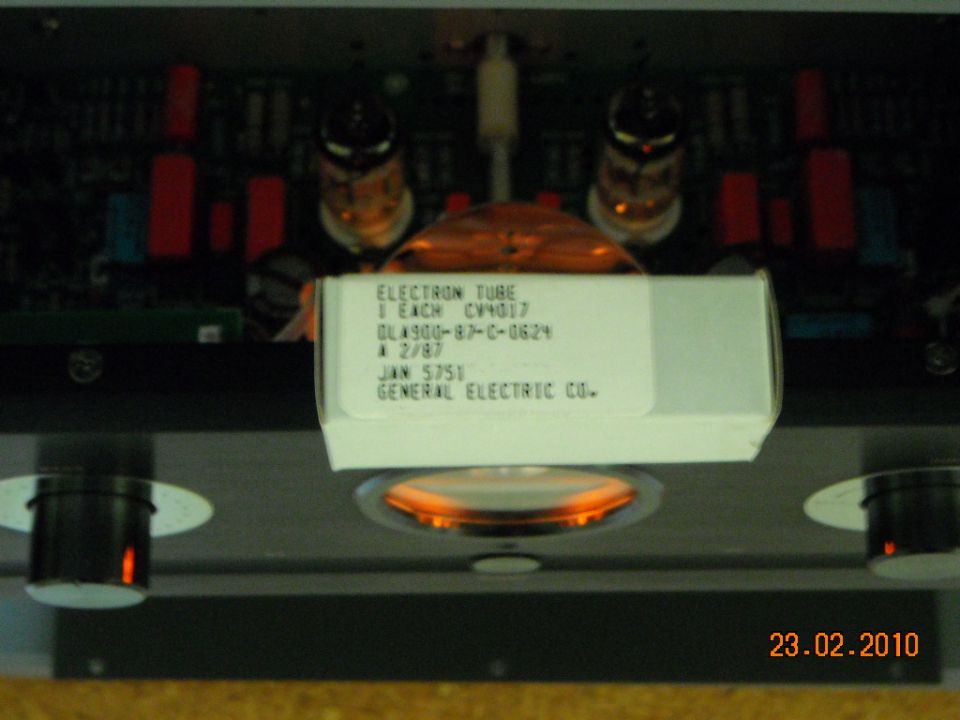 ELECTRON TUBE
1 EACH CV4017
DLA900-87-C-0624
A 2/87
JAN 5751
GENERAL ELECTRIC CO.
23.02.2010